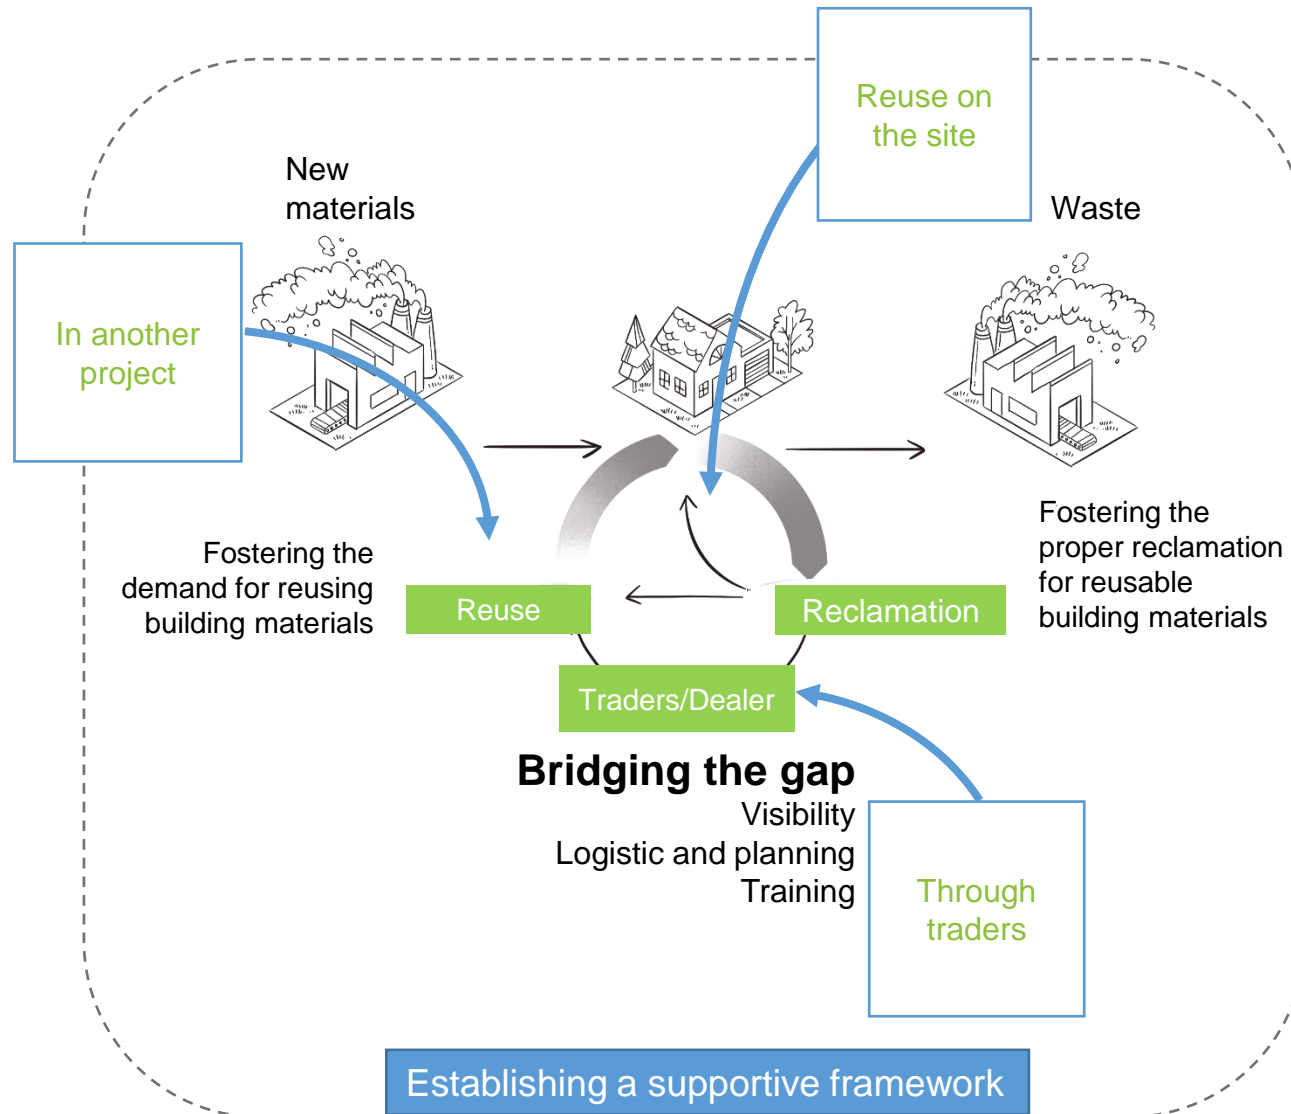 Reuse on
the site
New
materials
Waste
In another
project
Fostering the
demand for reusing
building materials
Fostering the
proper reclamation
for reusable
building materials
Reuse
Reclamation
Traders/Dealer
Bridging the gap
Visibility
Logistic and planning
Training
Through
traders
Establishing a supportive framework